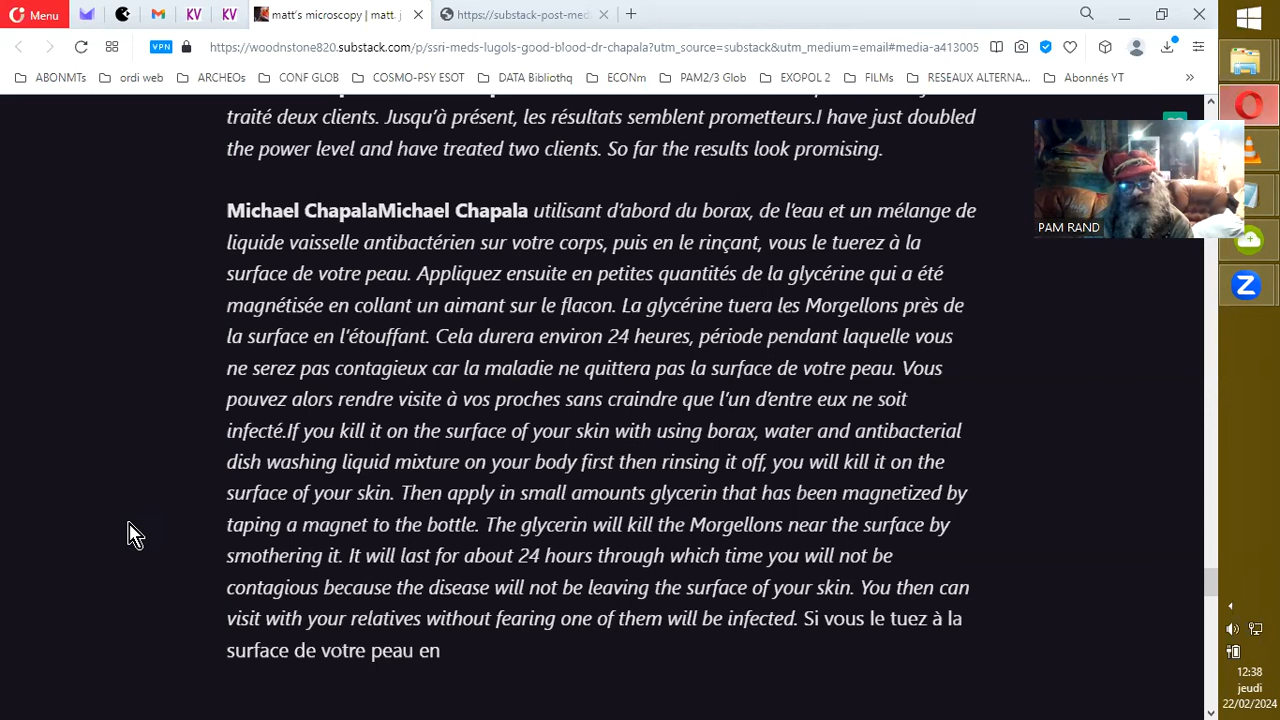 Menu
matt's microscopy | matt. j
https://substack-post-med
VPN
https://woodnstone820.substack.com/p/ssri-meds-lugols-good-blood-dr-chapala?utm_source=substack&utm_medium=email#media-a413005
ABONMTs
ordi web
ARCHEOs
CONF GLOB
COSMO-PSY ESOT
DATA Biblqthq
ECONm
PAM2/3 Glob
EXOPOL 2
FILMs
RESEAUX,ALTERNA...
Abonnés YT
traité deux clients. Jusqu'à présent, les résultats semblent prometteurs.I have just doubled
the power level and have treated two clients. So far the results look promising.
Michael ChapalaMichael Chapala utilisant d'abord du borax, de l'eau et un mélange de
liquide vaisselle antibactérien sur votre corps, puis en le rinçant, vous le tuerez à la
surface de votre peau. Appliquez ensuite en petites quantités de la glycérine qui a été
magnétisée en collant un aimant sur le flacon. La glycérine tuera les Morgellons près de
la surface en l'étouffant. Cela durera environ 24 heures, période pendant laquelle vous
ne serez pas contagieux car la maladie ne quittera pas la surface de votre peau. Vous
pouvez alors rendre visite à vos proches sans craindre que l'un d'entre eux ne soit
infecté.If you kill it on the surface of your skin with using borax, water and antibacterial
dish washing liquid mixture on your body first then rinsing it off, you will kill it on the
surface of your skin. Then apply in small amounts glycerin that has been magnetized by
taping a magnet to the bottle. The glycerin will kill the Morgellons near the surface by
smothering it. It will last for about 24 hours through which time you will not be
contagious because the disease will not be leaving the surface of your skin. You then can
visit with your relatives without fearing one of them will be infected. Si vous le tuez à la
surface de votre peau en
PAM RAND
12:38
jeudi
22/02/2024